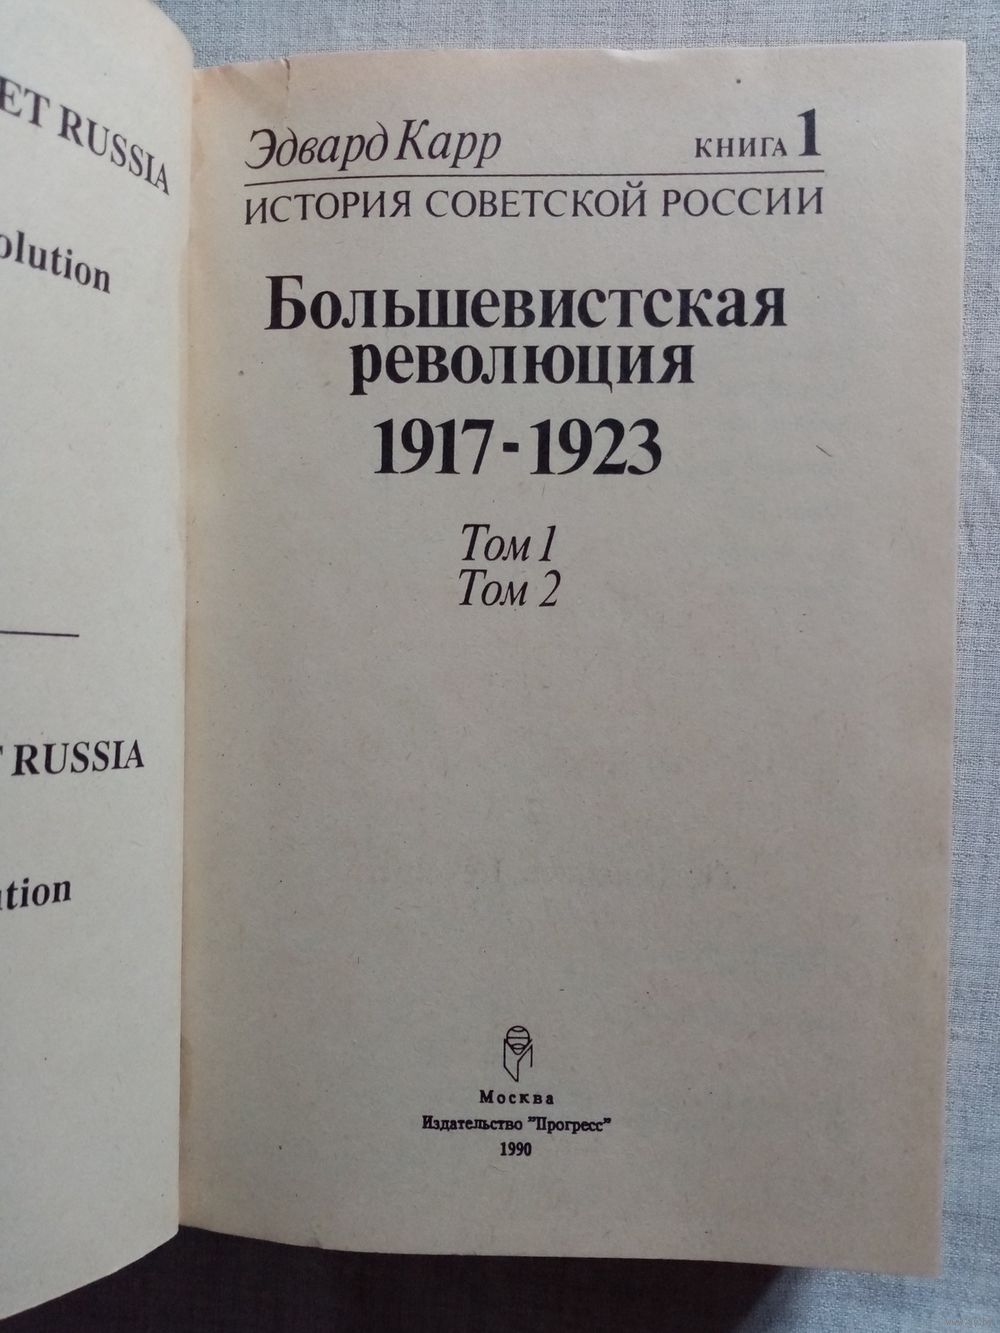 ET RUSSIA
olution
RUSSIA
tion
Эдвард Карр книга 1
ИСТОРИЯ СОВЕТСКОЙ РОССИИ
Большевистская
революция
1917-1923
Том 1
Том 2
Москва
Издательство "Прогресс"
1990